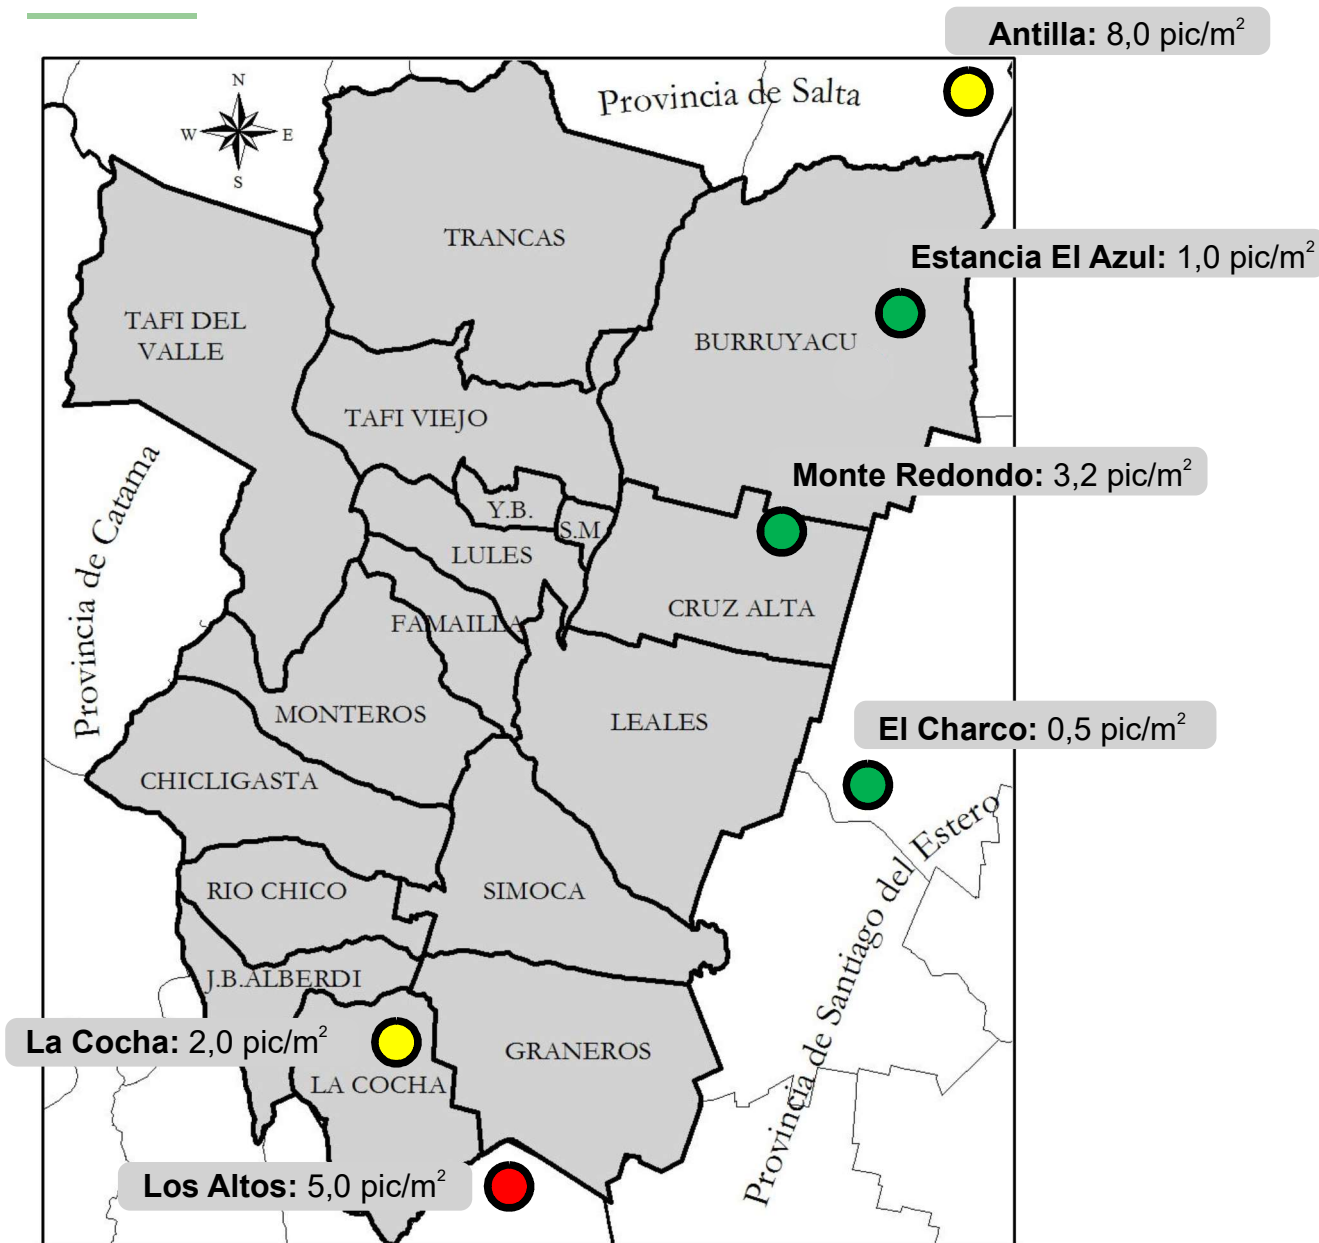 Antilla: 8,0 pic/m²
Provincia de Salta
N
W E
S
TRANCAS
Estancia El Azul: 1,0 pic/m²
TAFI DEL
VALLE
BURRUYACU
TAFI VIEJO
Monte Redondo: 3,2 pic/m²
Provincia de Catama
Y.B.
S.M.
LULES
CRUZ ALTA
FAMAILLA
MONTEROS
LEALES
El Charco: 0,5 pic/m²
CHICLIGASTA
Provincia de Santiago del Estero
RIO CHICO
SIMOCA
J.B.ALBERDI
La Cocha: 2,0 pic/m²
GRANEROS
LA COCHA
Los Altos: 5,0 pic/m²